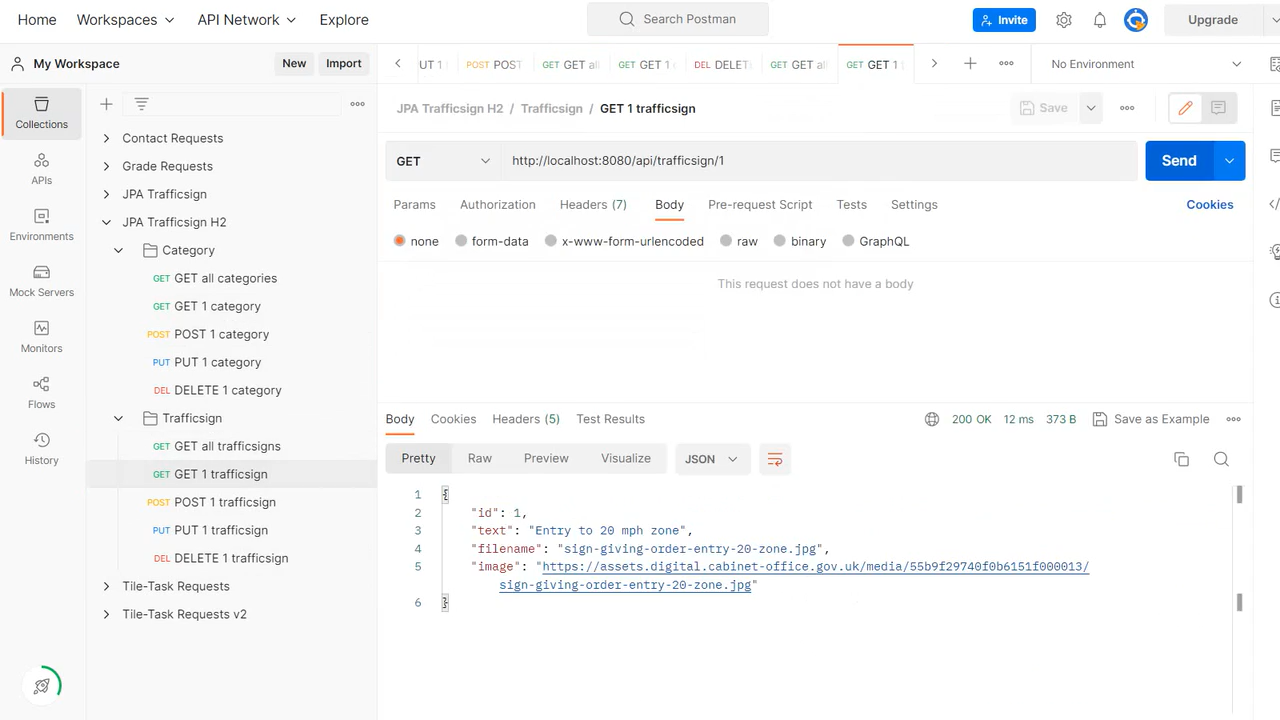 Home Workspaces API Network Explore Search Postman Invite Upgrade
My Workspace New Import UT 1 POST POST GET GET al GET GET 1 DEL DELET GET GET al GET GET 1 No Environment
Collections
APIs
Environments
Mock Servers
Monitors
Flows
History
Contact Requests
Grade Requests
JPA Trafficsign
JPA Trafficsign H2
Category
GET GET all categories
GET GET 1 category
POST POST 1 category
PUT PUT 1 category
DEL DELETE 1 category
Trafficsign
GET GET all trafficsigns
GET GET 1 trafficsign
POST POST 1 trafficsign
PUT PUT 1 trafficsign
DEL DELETE 1 trafficsign
Tile-Task Requests
Tile-Task Requests v2
JPA Trafficsign H2 / Trafficsign / GET 1 trafficsign Save
GET http://localhost:8080/api/trafficsign/1 Send
Params Authorization Headers (7) Body Pre-request Script Tests Settings Cookies
none form-data x-www-form-urlencoded raw binary GraphQL
This request does not have a body
Body Cookies Headers (5) Test Results 200 OK 12 ms 373 B Save as Example
Pretty Raw Preview Visualize JSON
1 {
2 "id": 1,
3 "text": "Entry to 20 mph zone",
4 "filename": "sign-giving-order-entry-20-zone.jpg",
5 "image": "https://assets.digital.cabinet-office.gov.uk/media/55b9f29740f0b6151f000013/
sign-giving-order-entry-20-zone.jpg"
6 }